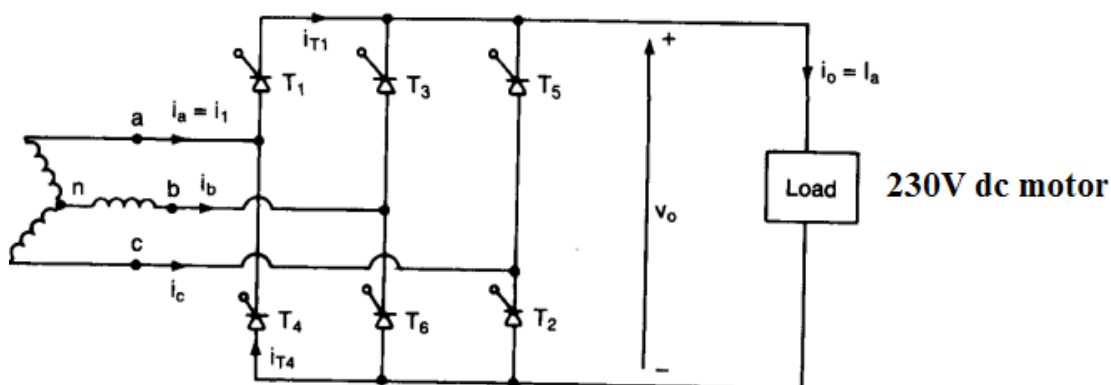 i_T1
T_1
T_3
T_5
+
i_o = I_a
a
i_a = i_1
n
b
i_b
v_o
Load
230V dc motor
c
i_c
T_4
T_6
T_2
i_T4
−